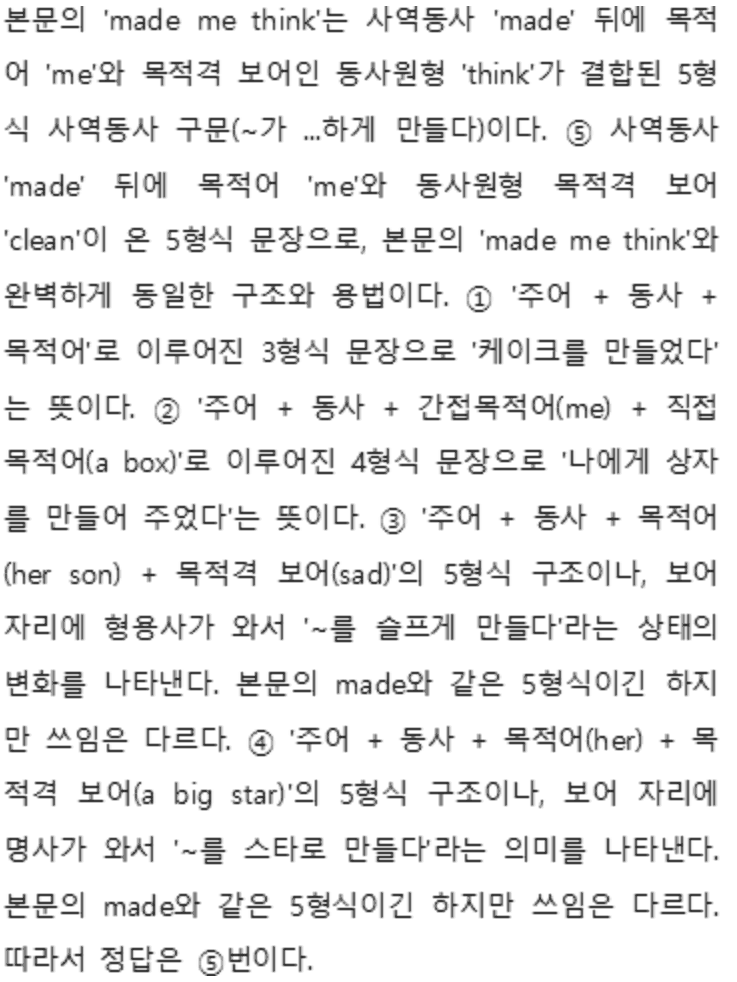 본문의 'made me think'는 사역동사 'made' 뒤에 목적
어 'me'와 목적격 보어인 동사원형 'think'가 결합된 5형
식 사역동사 구문(~가 ...하게 만들다)이다. ⑤ 사역동사
'made' 뒤에 목적어 'me'와 동사원형 목적격 보어
'clean'이 온 5형식 문장으로, 본문의 'made me think'와
완벽하게 동일한 구조와 용법이다. ① '주어 + 동사 +
목적어'로 이루어진 3형식 문장으로 '케이크를 만들었다'
는 뜻이다. ② '주어 + 동사 + 간접목적어(me) + 직접
목적어(a box)'로 이루어진 4형식 문장으로 '나에게 상자
를 만들어 주었다'는 뜻이다. ③ '주어 + 동사 + 목적어
(her son) + 목적격 보어(sad)'의 5형식 구조이나, 보어
자리에 형용사가 와서 '~를 슬프게 만들다'라는 상태의
변화를 나타낸다. 본문의 made와 같은 5형식이긴 하지
만 쓰임은 다르다. ④ '주어 + 동사 + 목적어(her) + 목
적격 보어(a big star)'의 5형식 구조이나, 보어 자리에
명사가 와서 '~를 스타로 만들다'라는 의미를 나타낸다.
본문의 made와 같은 5형식이긴 하지만 쓰임은 다르다.
따라서 정답은 ⑤번이다.